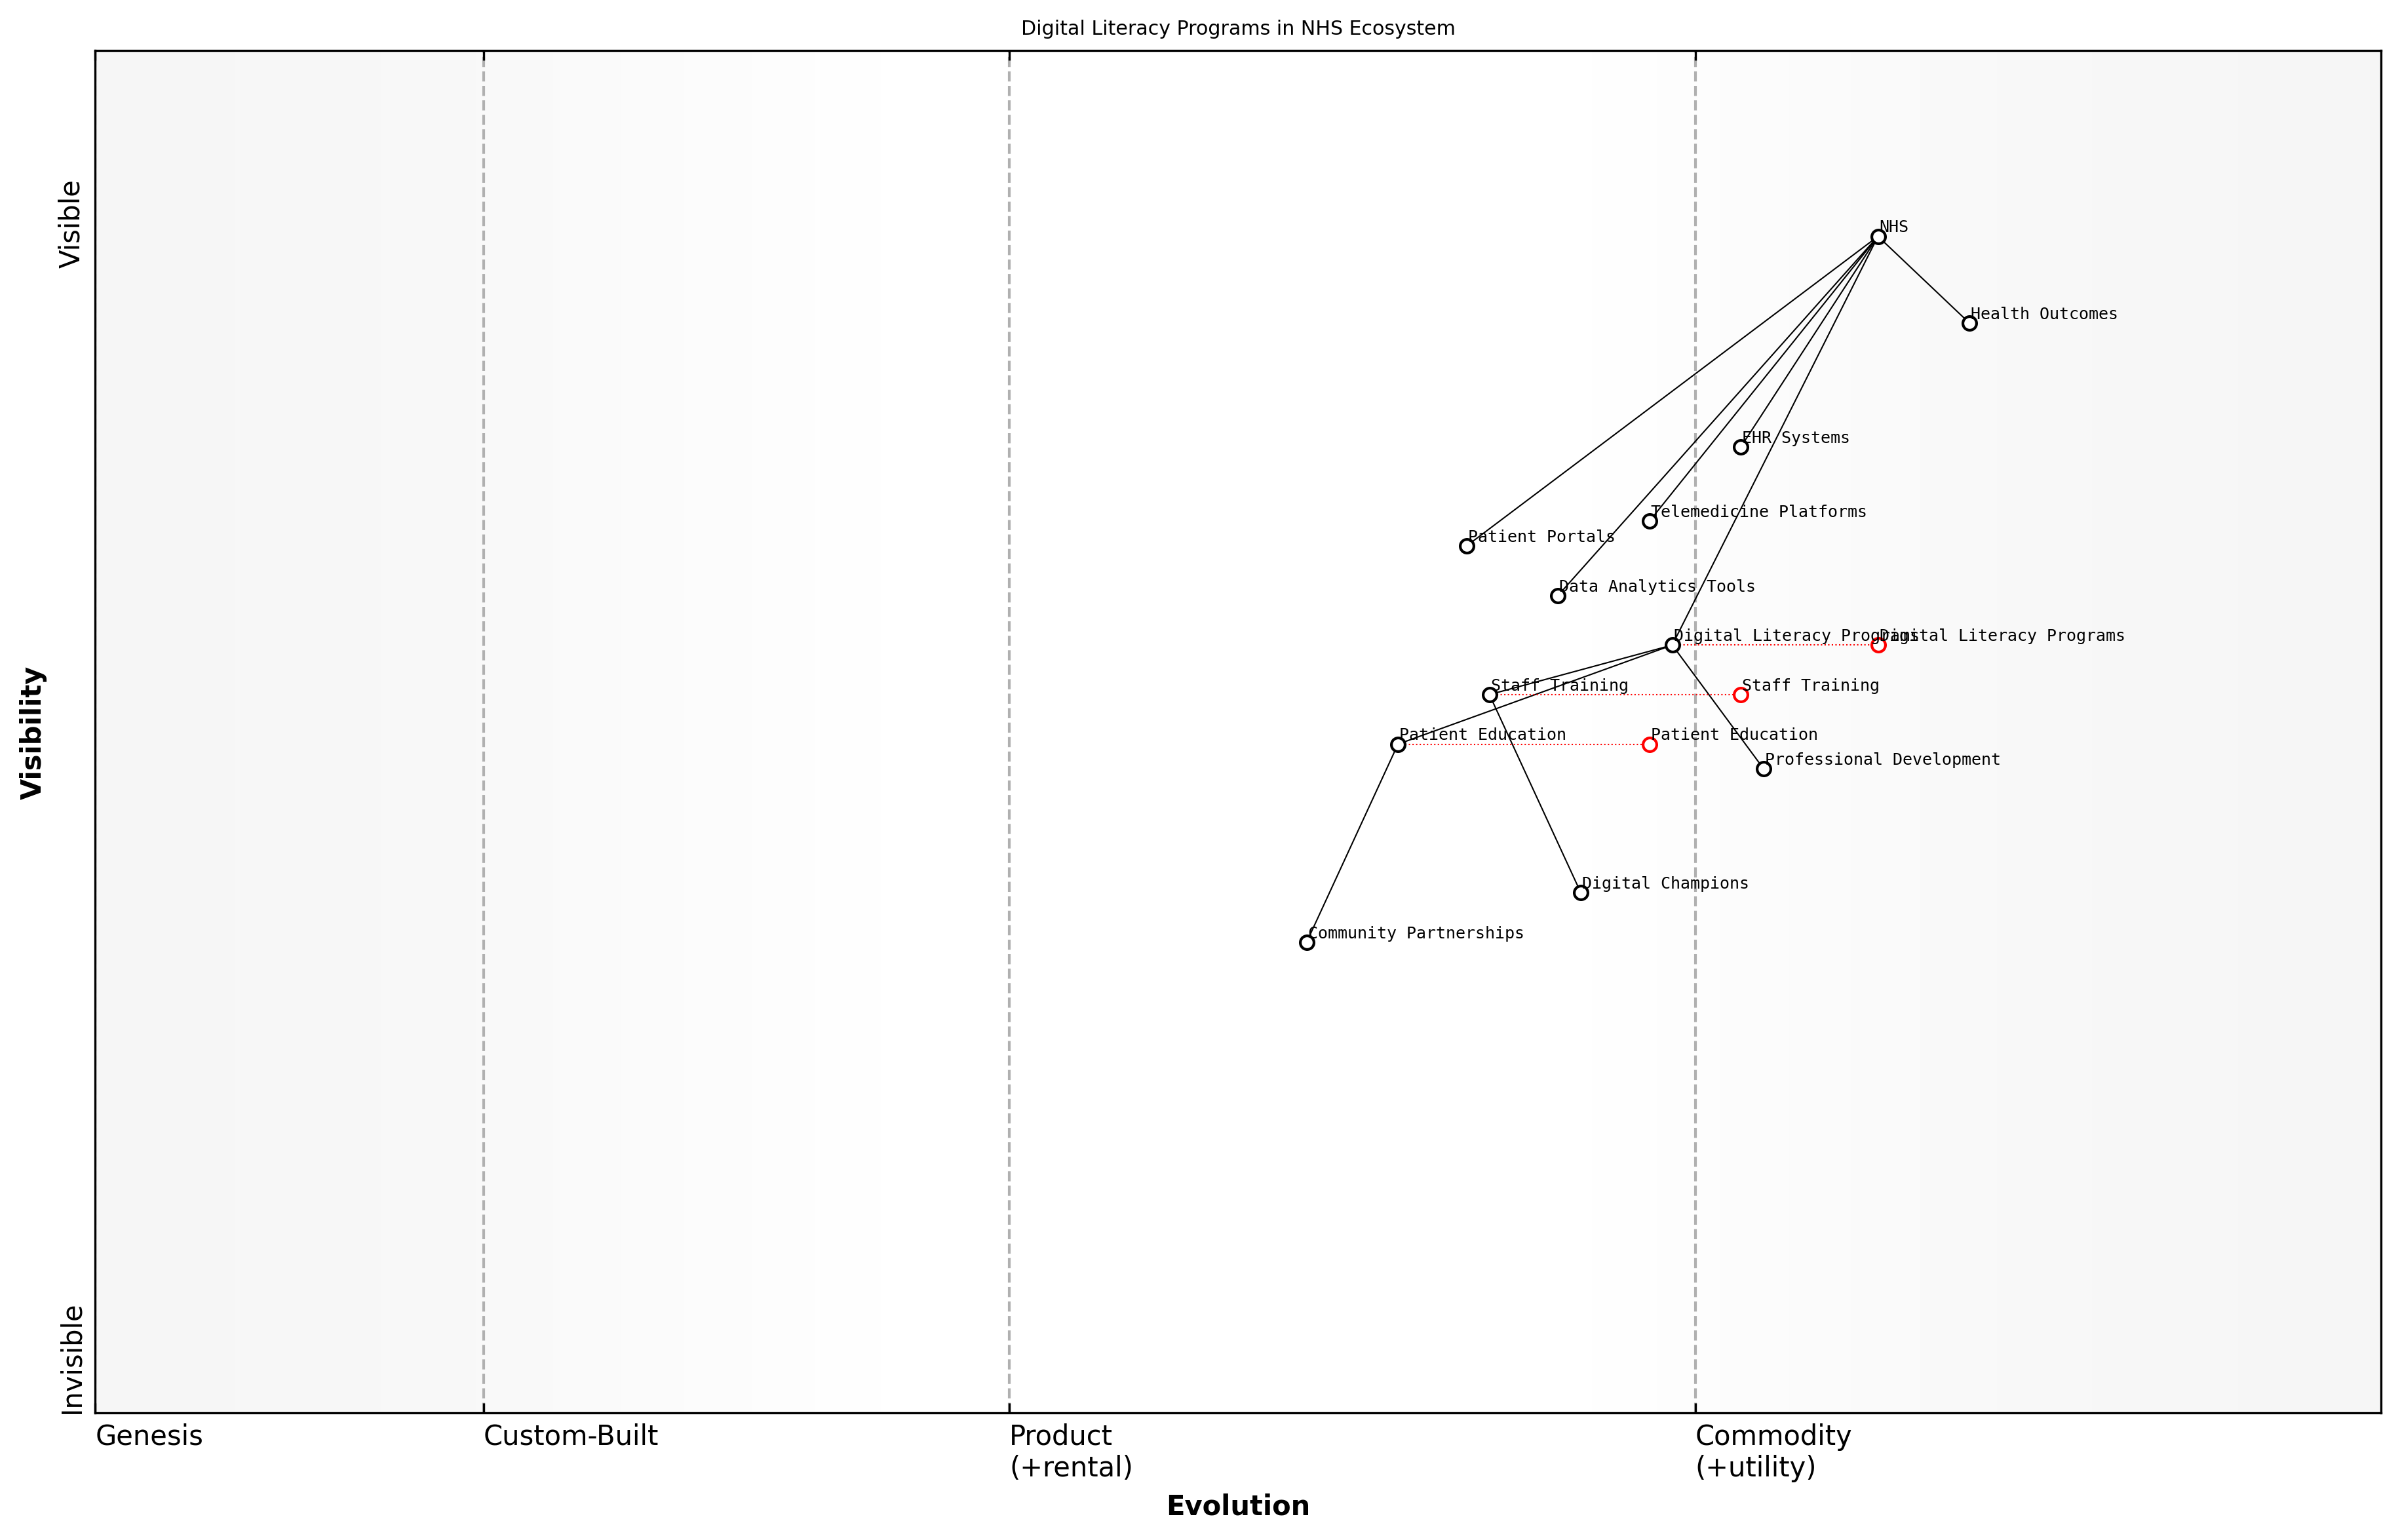 Digital Literacy Programs in NHS Ecosystem
Visible
NHS
Health Outcomes
EHR Systems
Telemedicine Platforms
Patient Portals
Data Analytics Tools
Digital Literacy Programs
Digital Literacy Programs
Staff Training
Staff Training
Patient Education
Patient Education
Professional Development
Digital Champions
Community Partnerships
Visibility
Invisible
Genesis
Custom-Built
Product
(+rental)
Commodity
(+utility)
Evolution